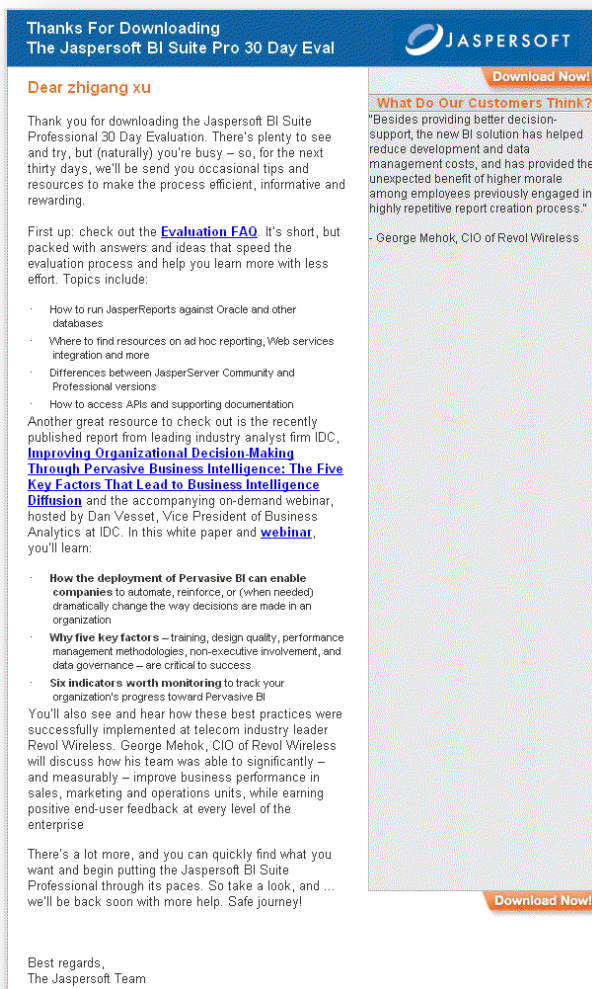 Thanks For Downloading
The Jaspersoft BI Suite Pro 30 Day Eval
JASPERSOFT
Dear zhigang xu
Thank you for downloading the Jaspersoft BI Suite
Professional 30 Day Evaluation. There's plenty to see
and try, but (naturally) you're busy – so, for the next
thirty days, we'll be send you occasional tips and
resources to make the process efficient, informative and
rewarding.
First up: check out the Evaluation FAQ. It's short, but
packed with answers and ideas that speed the
evaluation process and help you learn more with less
effort. Topics include:
· How to run JasperReports against Oracle and other
databases
· Where to find resources on ad hoc reporting, Web services
integration and more
· Differences between JasperServer Community and
Professional versions
· How to access APIs and supporting documentation
Another great resource to check out is the recently
published report from leading industry analyst firm IDC,
Improving Organizational Decision-Making
Through Pervasive Business Intelligence: The Five
Key Factors That Lead to Business Intelligence
Diffusion and the accompanying on-demand webinar,
hosted by Dan Vesset, Vice President of Business
Analytics at IDC. In this white paper and webinar,
you'll learn:
· How the deployment of Pervasive BI can enable
companies to automate, reinforce, or (when needed)
dramatically change the way decisions are made in an
organization
· Why five key factors – training, design quality, performance
management methodologies, non-executive involvement, and
data governance – are critical to success
· Six indicators worth monitoring to track your
organization's progress toward Pervasive BI
You'll also see and hear how these best practices were
successfully implemented at telecom industry leader
Revol Wireless. George Mehok, CIO of Revol Wireless
will discuss how his team was able to significantly –
and measurably – improve business performance in
sales, marketing and operations units, while earning
positive end-user feedback at every level of the
enterprise
There's a lot more, and you can quickly find what you
want and begin putting the Jaspersoft BI Suite
Professional through its paces. So take a look, and ...
we'll be back soon with more help. Safe journey!
Best regards,
The Jaspersoft Team
Download Now!
What Do Our Customers Think?
"Besides providing better decision-
support, the new BI solution has helped
reduce development and data
management costs, and has provided the
unexpected benefit of higher morale
among employees previously engaged in
highly repetitive report creation process."
- George Mehok, CIO of Revol Wireless
Download Now!